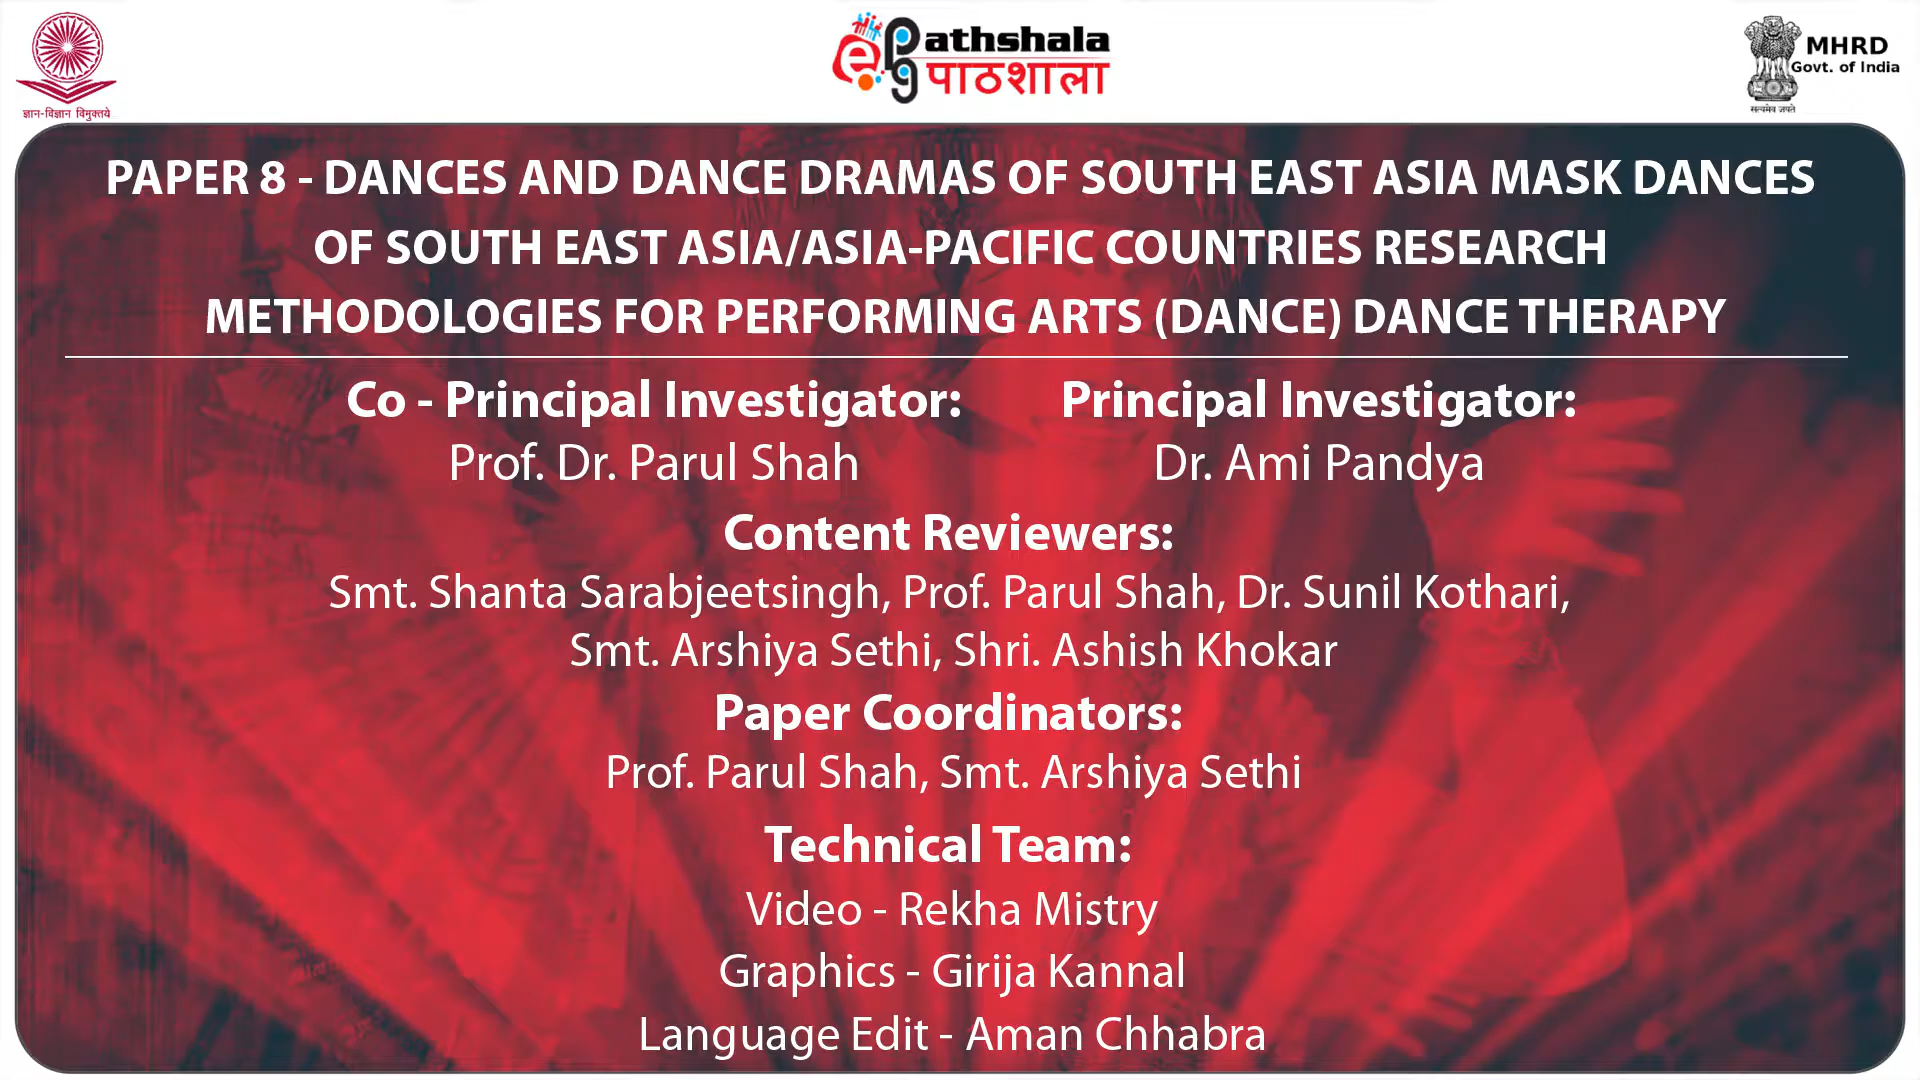 ज्ञान-विज्ञान विमुक्तये
e Pg athshala
पाठशाला
MHRD
Govt. of India
सत्यमेव जयते
PAPER 8 - DANCES AND DANCE DRAMAS OF SOUTH EAST ASIA MASK DANCES
OF SOUTH EAST ASIA/ASIA-PACIFIC COUNTRIES RESEARCH
METHODOLOGIES FOR PERFORMING ARTS (DANCE) DANCE THERAPY
Co - Principal Investigator:
Prof. Dr. Parul Shah
Principal Investigator:
Dr. Ami Pandya
Content Reviewers:
Smt. Shanta Sarabjeetsingh, Prof. Parul Shah, Dr. Sunil Kothari,
Smt. Arshiya Sethi, Shri. Ashish Khokar
Paper Coordinators:
Prof. Parul Shah, Smt. Arshiya Sethi
Technical Team:
Video - Rekha Mistry
Graphics - Girija Kannal
Language Edit - Aman Chhabra